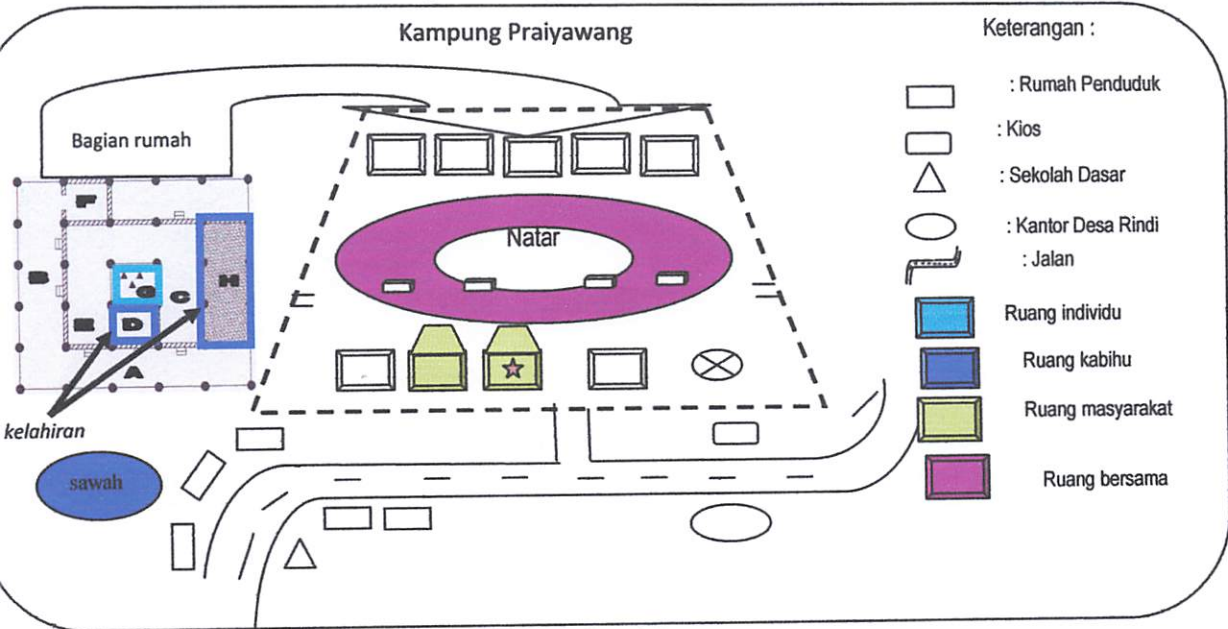 Kampung Praiyawang
Keterangan :
: Rumah Penduduk
: Kios
: Sekolah Dasar
: Kantor Desa Rindi
: Jalan
Ruang individu
Ruang kabihu
Ruang masyarakat
Ruang bersama
Bagian rumah
F
B
G
C
H
E
D
A
kelahiran
sawah
Natar